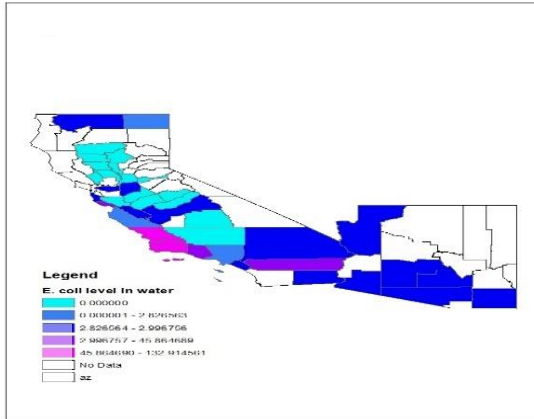 Legend
E. coli level in water
0.000000
0.000001 - 2.826563
2.826564 - 2.996756
2.996757 - 45.864689
45.864690 - 132.914561
No Data
az